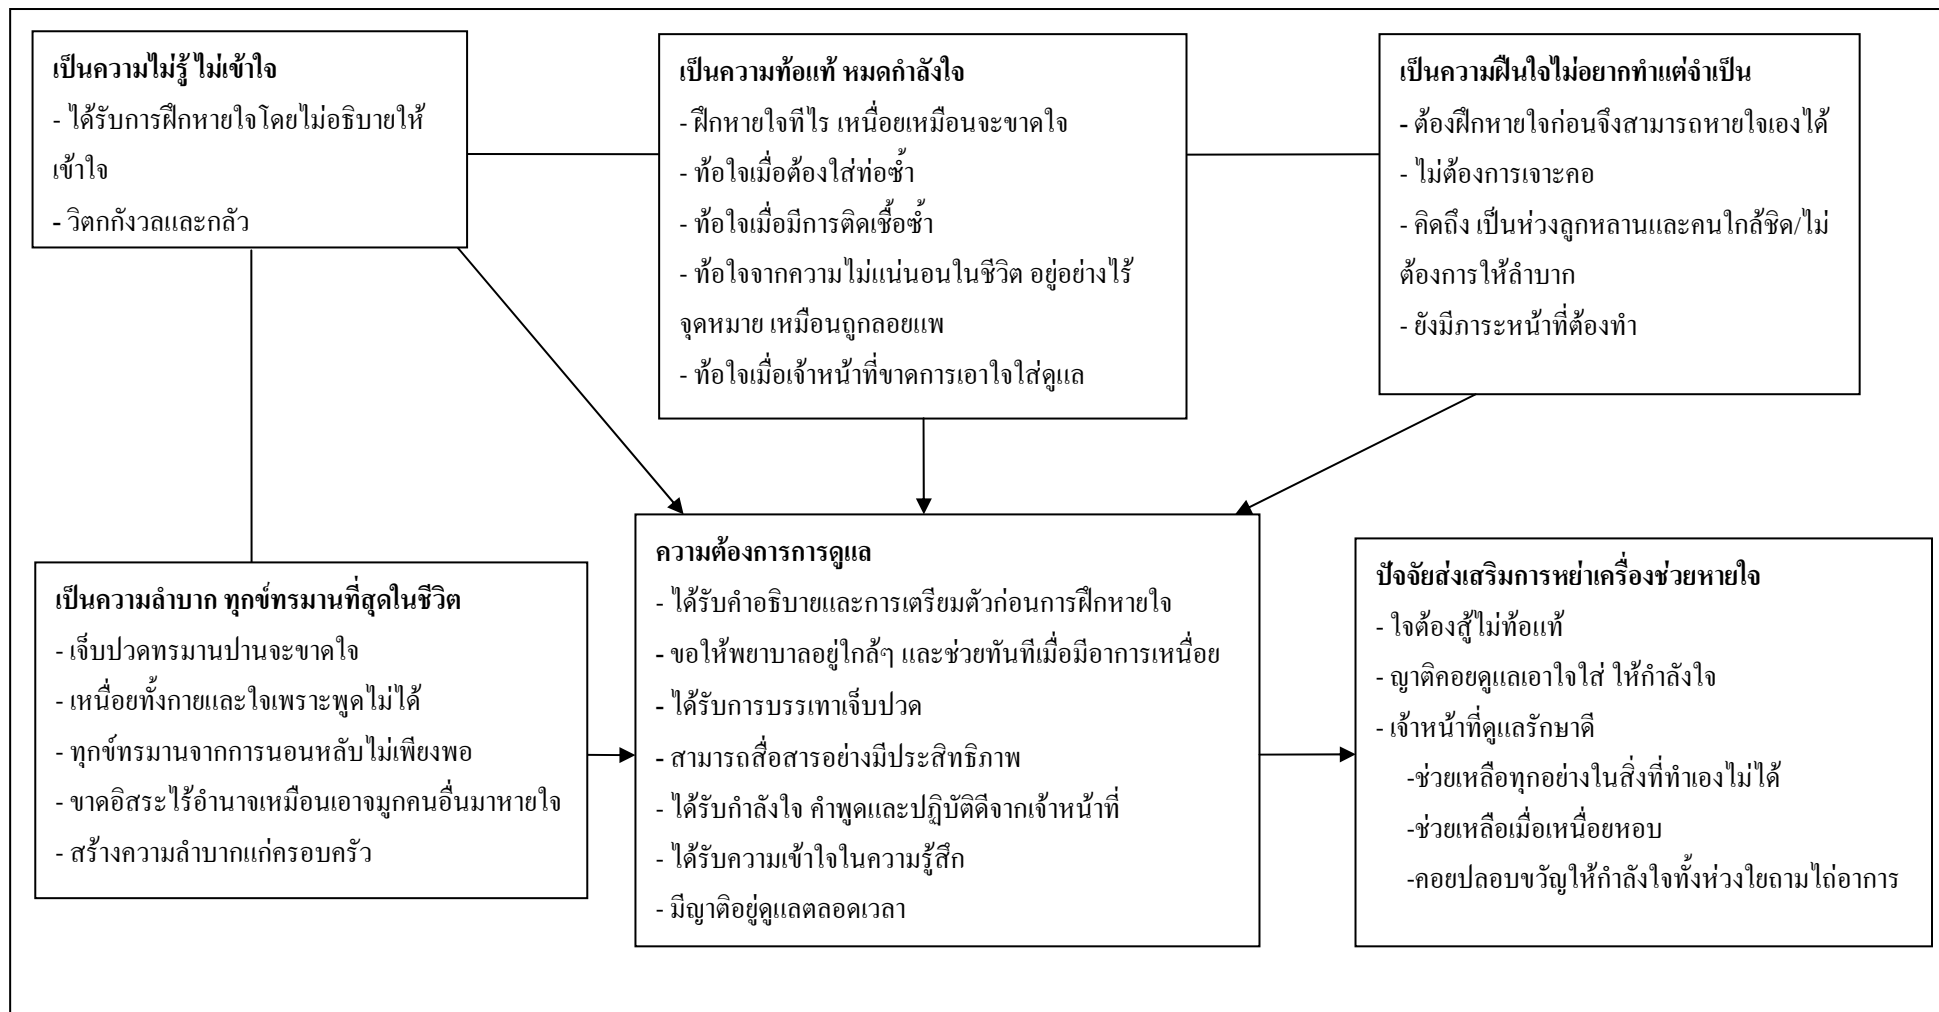 เป็นความไม่รู้ ไม่เข้าใจ
- ได้รับการฝึกหายใจโดยไม่อธิบายให้
เข้าใจ
- วิตกกังวลและกลัว
เป็นความท้อแท้ หมดกำลังใจ
- ฝึกหายใจทีไร เหนื่อยเหมือนจะขาดใจ
- ท้อใจเมื่อต้องใส่ท่อซ้ำ
- ท้อใจเมื่อมีการติดเชื้อซ้ำ
- ท้อใจจากความไม่แน่นอนในชีวิต อยู่อย่างไร้
จุดหมาย เหมือนถูกลอยแพ
- ท้อใจเมื่อเจ้าหน้าที่ขาดการเอาใจใส่ดูแล
เป็นความฝืนใจไม่อยากทำแต่จำเป็น
- ต้องฝึกหายใจก่อนจึงสามารถหายใจเองได้
- ไม่ต้องการเจาะคอ
- คิดถึง เป็นห่วงลูกหลานและคนใกล้ชิด/ไม่
ต้องการให้ลำบาก
- ยังมีภาระหน้าที่ต้องทำ
เป็นความลำบาก ทุกข์ทรมานที่สุดในชีวิต
- เจ็บปวดทรมานปานจะขาดใจ
- เหนื่อยทั้งกายและใจเพราะพูดไม่ได้
- ทุกข์ทรมานจากการนอนหลับไม่เพียงพอ
- ขาดอิสระไร้อำนาจเหมือนเอาจมูกคนอื่นมาหายใจ
- สร้างความลำบากแก่ครอบครัว
ความต้องการการดูแล
- ได้รับคำอธิบายและการเตรียมตัวก่อนการฝึกหายใจ
- ขอให้พยาบาลอยู่ใกล้ๆ และช่วยทันทีเมื่อมีอาการเหนื่อย
- ได้รับการบรรเทาเจ็บปวด
- สามารถสื่อสารอย่างมีประสิทธิภาพ
- ได้รับกำลังใจ คำพูดและปฏิบัติดีจากเจ้าหน้าที่
- ได้รับความเข้าใจในความรู้สึก
- มีญาติอยู่ดูแลตลอดเวลา
ปัจจัยส่งเสริมการหย่าเครื่องช่วยหายใจ
- ใจต้องสู้ไม่ท้อแท้
- ญาติคอยดูแลเอาใจใส่ ให้กำลังใจ
- เจ้าหน้าที่ดูแลรักษาดี
-ช่วยเหลือทุกอย่างในสิ่งที่ทำเองไม่ได้
-ช่วยเหลือเมื่อเหนื่อยหอบ
-คอยปลอบขวัญให้กำลังใจทั้งห่วงใยถามไถ่อาการ